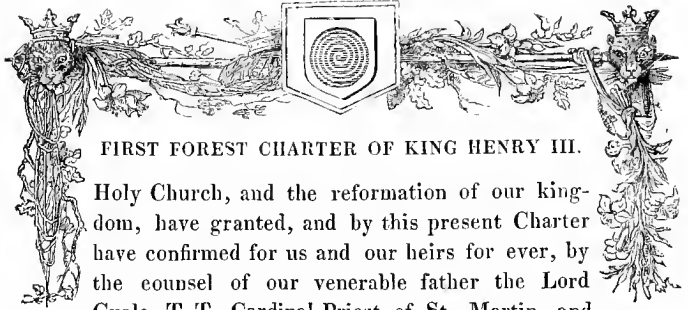 FIRST FOREST CHARTER OF KING HENRY III.
Holy Church, and the reformation of our king-
dom, have granted, and by this present Charter
have confirmed for us and our heirs for ever, by
the counsel of our venerable father the Lord
Gualo, T. T. Cardinal Priest of St. Martin, and